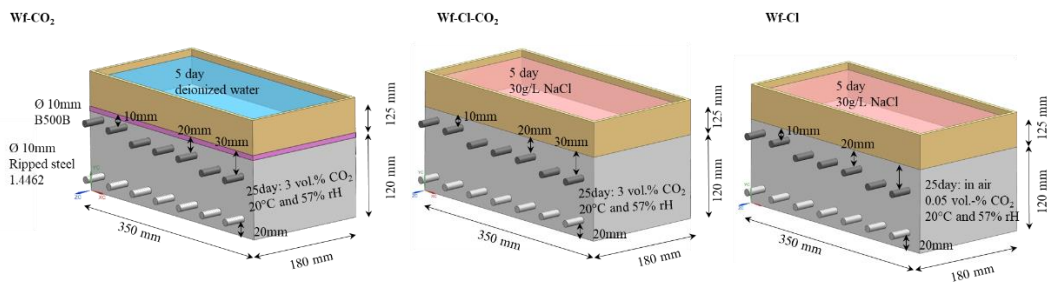 Wf-CO₂
5 day
deionized water
Ø 10mm
B500B
10mm
20mm
30mm
125 mm
Ø 10mm
Ripped steel
1.4462
25day: 3 vol.% CO₂
20°C and 57% rH
120 mm
20mm
350 mm
180 mm
Wf-Cl-CO₂
5 day
30g/L NaCl
10mm
20mm
30mm
125 mm
25day: 3 vol.% CO₂
20°C and 57% rH
120 mm
20mm
350 mm
180 mm
Wf-Cl
5 day
30g/L NaCl
10mm
20mm
125 mm
25day: in air
0.05 vol.-% CO₂
20°C and 57% rH
120 mm
20mm
350 mm
180 mm